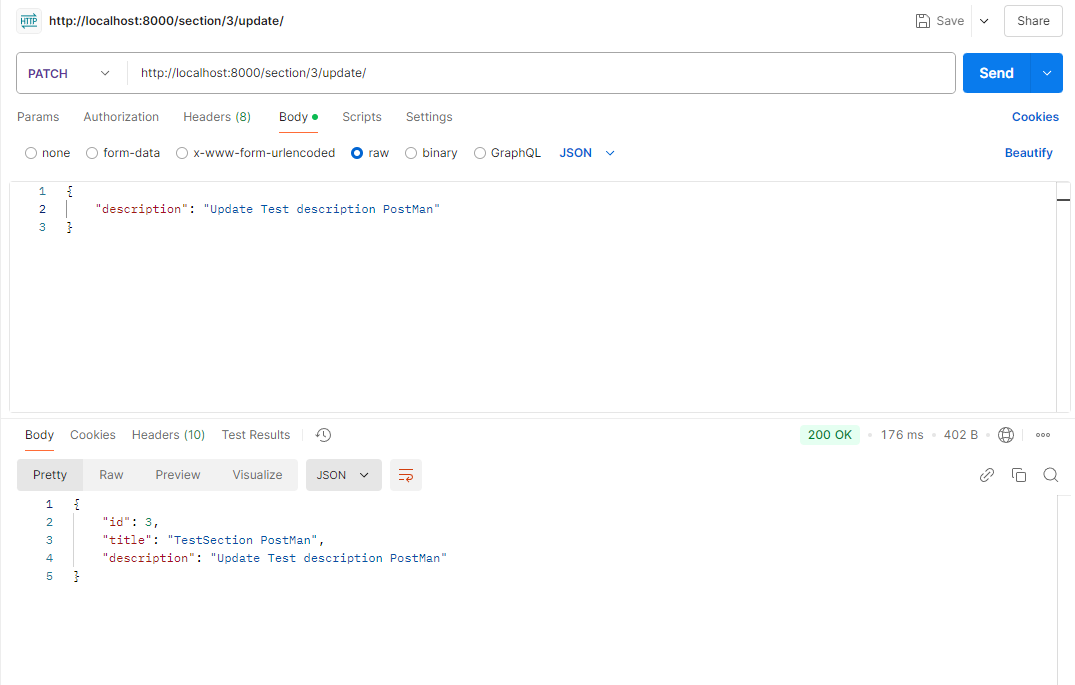 HTTP http://localhost:8000/section/3/update/ Save Share
PATCH http://localhost:8000/section/3/update/ Send
Params Authorization Headers (8) Body Scripts Settings Cookies
none form-data x-www-form-urlencoded raw binary GraphQL JSON Beautify
1 {
2 "description": "Update Test description PostMan"
3 }
Body Cookies Headers (10) Test Results 200 OK 176 ms 402 B
Pretty Raw Preview Visualize JSON
1 {
2 "id": 3,
3 "title": "TestSection PostMan",
4 "description": "Update Test description PostMan"
5 }